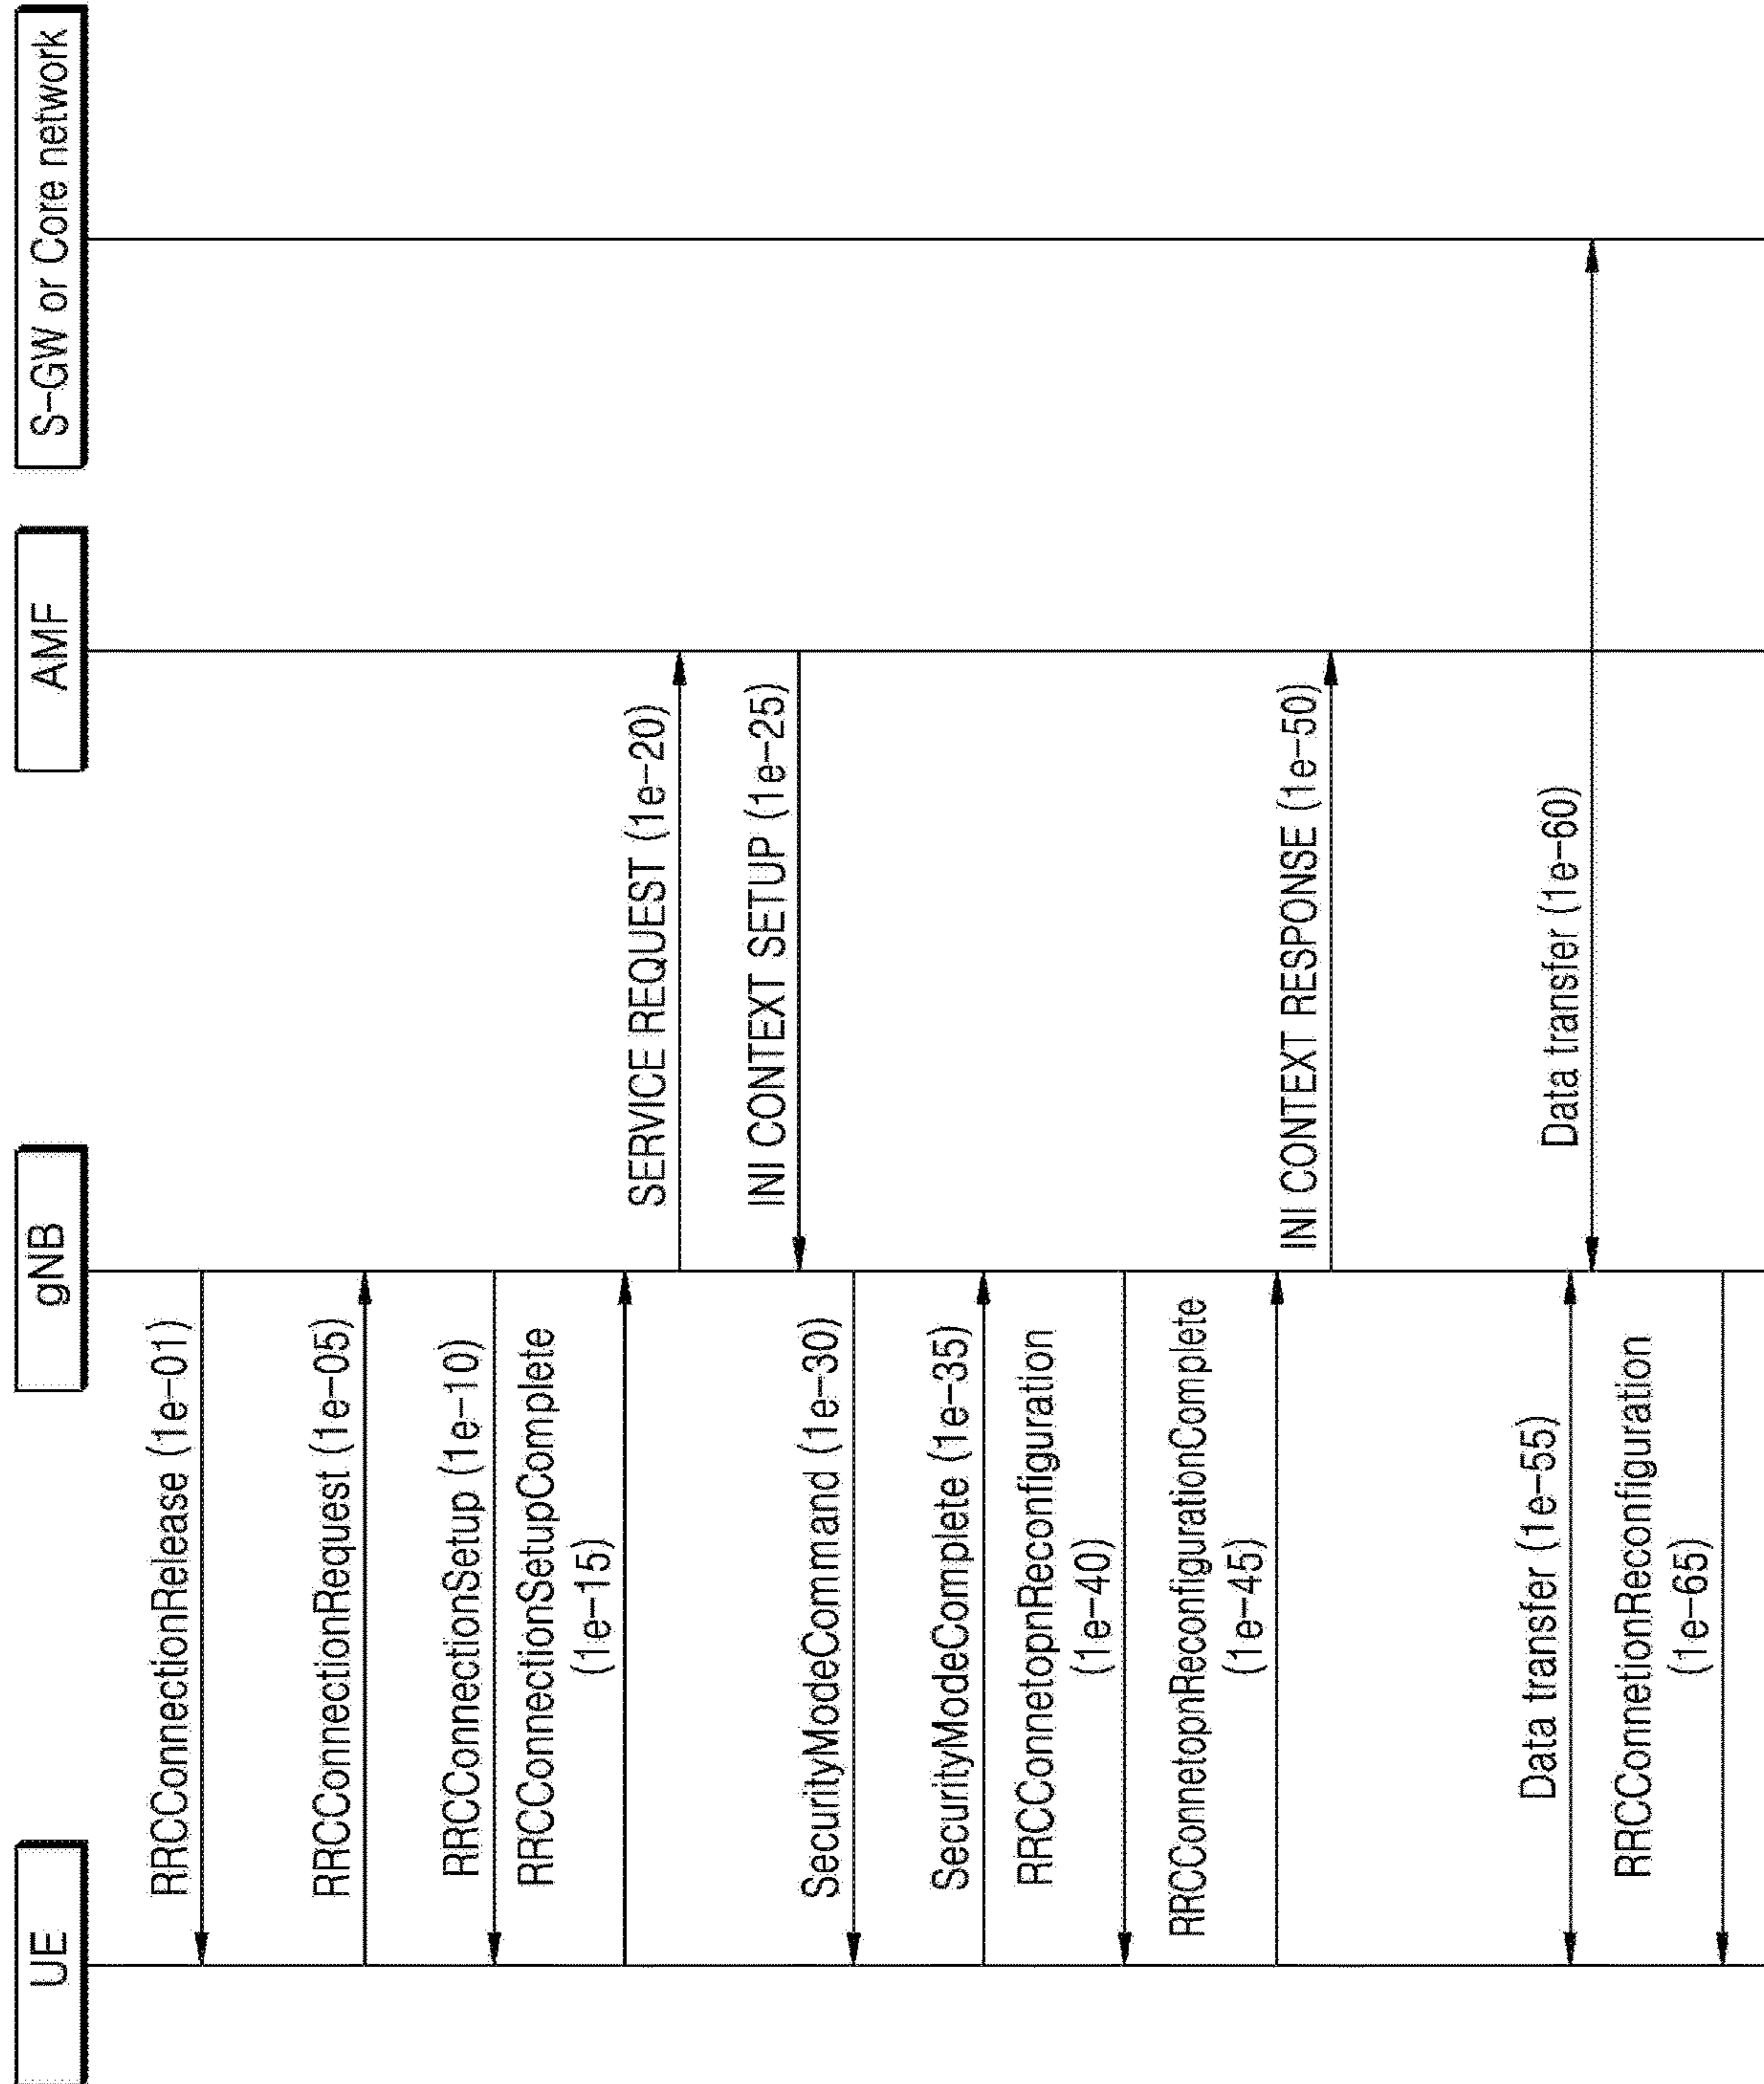 UE
gNB
AMF
S-GW or Core network
RRCConnectionRelease (1e-01)
RRCConnectionRequest (1e-05)
RRCConnectionSetup (1e-10)
RRCConnectionSetupComplete
(1e-15)
SERVICE REQUEST (1e-20)
INI CONTEXT SETUP (1e-25)
SecurityModeCommand (1e-30)
SecurityModeComplete (1e-35)
RRCConnetopnReconfiguration
(1e-40)
RRCConnetopnReconfigurationComplete
(1e-45)
INI CONTEXT RESPONSE (1e-50)
Data transfer (1e-55)
Data transfer (1e-60)
RRCConnetionReconfiguration
(1e-65)